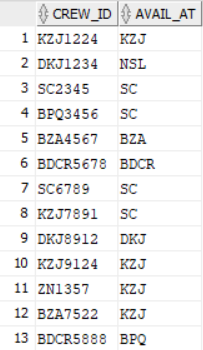 CREW_ID AVAIL_AT
1 KZJ1224 KZJ
2 DKJ1234 NSL
3 SC2345 SC
4 BPQ3456 SC
5 BZA4567 BZA
6 BDCR5678 BDCR
7 SC6789 SC
8 KZJ7891 SC
9 DKJ8912 DKJ
10 KZJ9124 KZJ
11 ZN1357 KZJ
12 BZA7522 KZJ
13 BDCR5888 BPQ